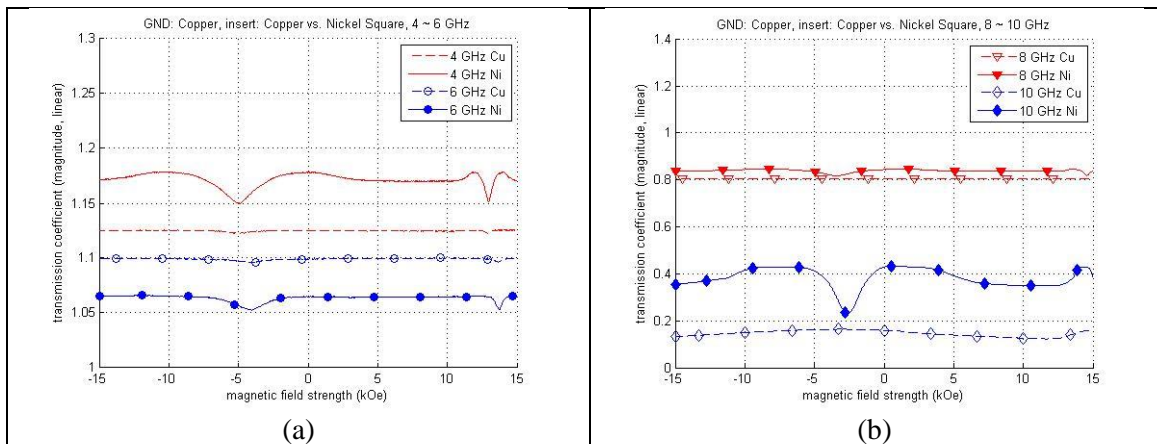 GND: Copper, insert: Copper vs. Nickel Square, 4 ~ 6 GHz
1.3
1.25
1.2
1.15
1.1
1.05
1
transmission coefficient (magnitude, linear)
4 GHz Cu
4 GHz Ni
6 GHz Cu
6 GHz Ni
-15 -10 -5 0 5 10 15
magnetic field strength (kOe)
(a)
GND: Copper, insert: Copper vs. Nickel Square, 8 ~ 10 GHz
1.4
1.2
1
0.8
0.6
0.4
0.2
0
transmission coefficient (magnitude, linear)
8 GHz Cu
8 GHz Ni
10 GHz Cu
10 GHz Ni
-15 -10 -5 0 5 10 15
magnetic field strength (kOe)
(b)